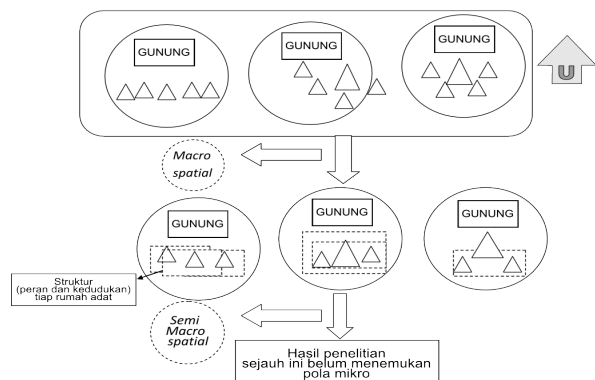 GUNUNG
GUNUNG
GUNUNG
U
Macro
spatial
GUNUNG
GUNUNG
GUNUNG
Struktur
(peran dan kedudukan)
tiap rumah adat
Semi
Macro
spatial
Hasil penelitian
sejauh ini belum menemukan
pola mikro